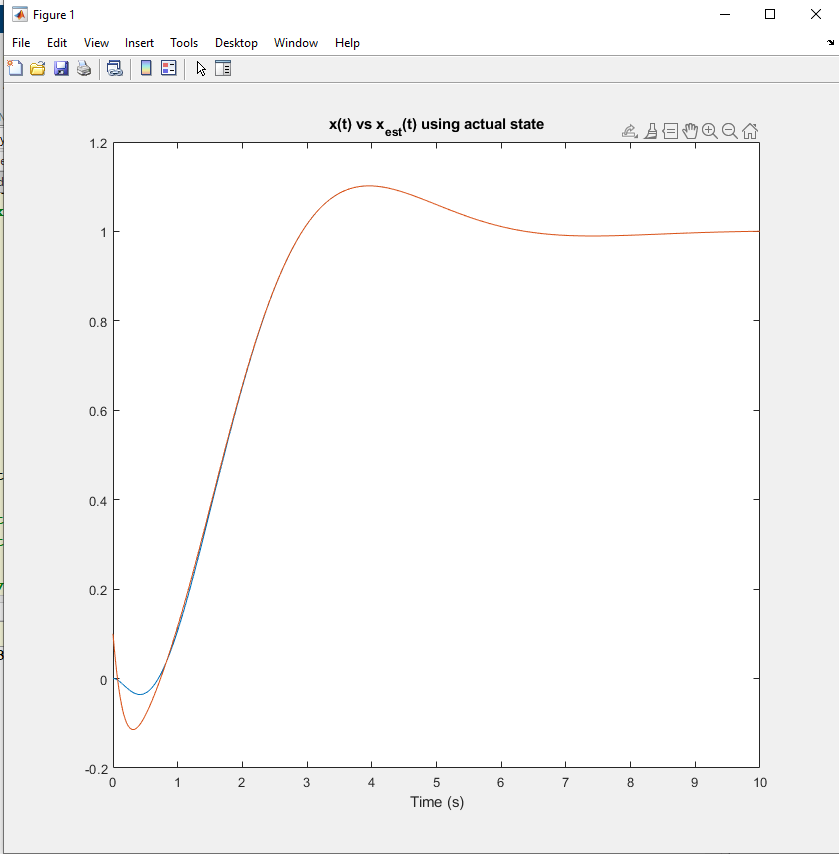 Figure 1
File Edit View Insert Tools Desktop Window Help
x(t) vs x_est(t) using actual state
1.2
1
0.8
0.6
0.4
0.2
0
-0.2
0 1 2 3 4 5 6 7 8 9 10
Time (s)